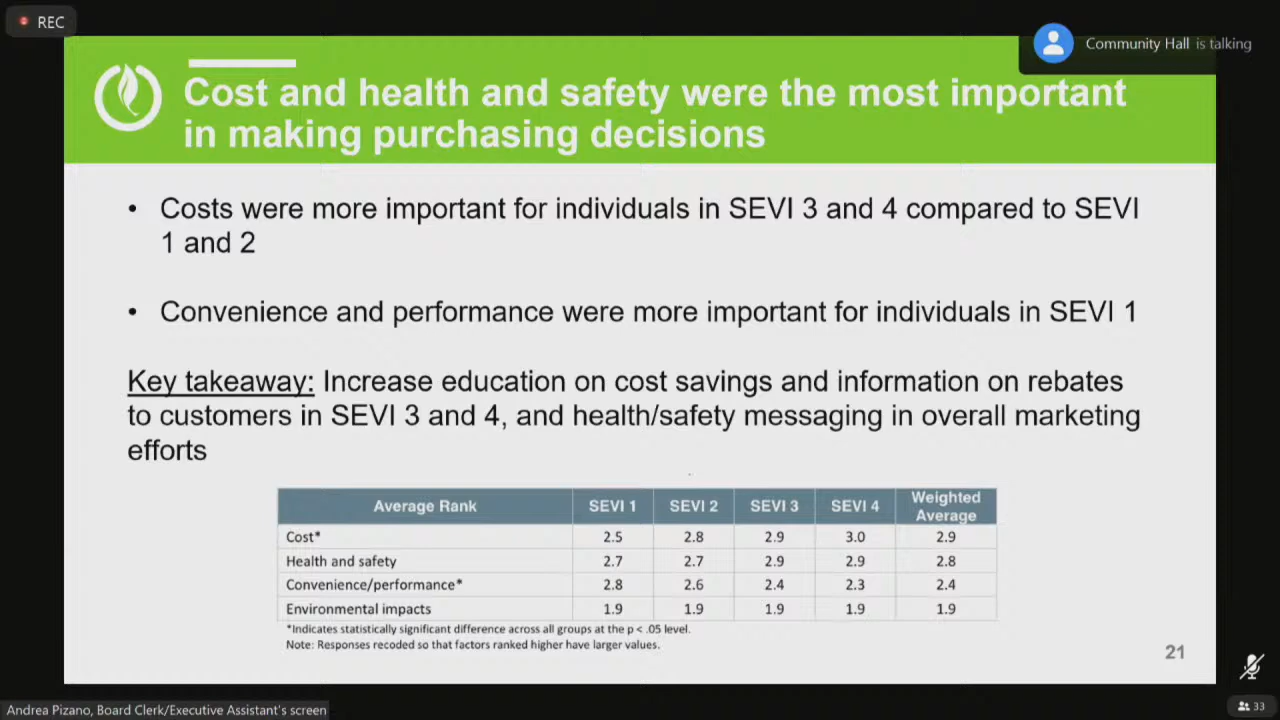 REC
Community Hall is talking
Cost and health and safety were the most important
in making purchasing decisions
• Costs were more important for individuals in SEVI 3 and 4 compared to SEVI
1 and 2
• Convenience and performance were more important for individuals in SEVI 1
Key takeaway: Increase education on cost savings and information on rebates
to customers in SEVI 3 and 4, and health/safety messaging in overall marketing
efforts
Average Rank SEVI 1 SEVI 2 SEVI 3 SEVI 4 Weighted Average
Cost* 2.5 2.8 2.9 3.0 2.9
Health and safety 2.7 2.7 2.9 2.9 2.8
Convenience/performance* 2.8 2.6 2.4 2.3 2.4
Environmental impacts 1.9 1.9 1.9 1.9 1.9
*Indicates statistically significant difference across all groups at the p < .05 level.
Note: Responses recoded so that factors ranked higher have larger values.
21
33
Andrea Pizano, Board Clerk/Executive Assistant's screen